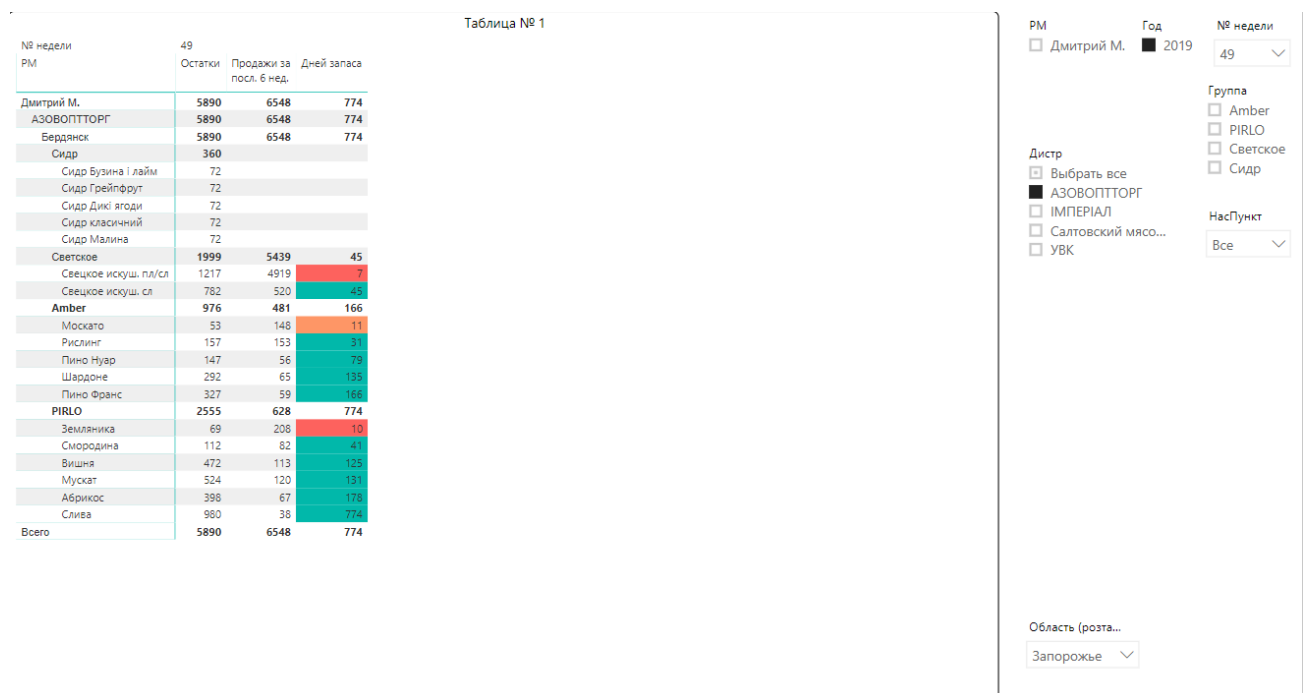 Таблица № 1
№ недели 49
РМ Остатки Продажи за посл. 6 нед. Дней запаса
Дмитрий М. 5890 6548 774
АЗОВОПТТОРГ 5890 6548 774
Бердянск 5890 6548 774
Сидр 360
Сидр Бузина і лайм 72
Сидр Грейпфрут 72
Сидр Дикі ягоди 72
Сидр класичний 72
Сидр Малина 72
Светское 1999 5439 45
Свецкое искуш. пл/сл 1217 4919 7
Свецкое искуш. сл 782 520 45
Amber 976 481 166
Москато 53 148 11
Рислинг 157 153 31
Пино Нуар 147 56 79
Шардоне 292 65 135
Пино Франс 327 59 166
PIRLO 2555 628 774
Земляника 69 208 10
Смородина 112 82 41
Вишня 472 113 125
Мускат 524 120 131
Абрикос 398 67 178
Слива 980 38 774
Всего 5890 6548 774
РМ
Дмитрий М.
Год
2019
№ недели
49
Группа
Amber
PIRLO
Светское
Сидр
Дистр
Выбрать все
АЗОВОПТТОРГ
ІМПЕРІАЛ
Салтовский мясо...
УВК
НасПункт
Все
Область (розта...
Запорожье